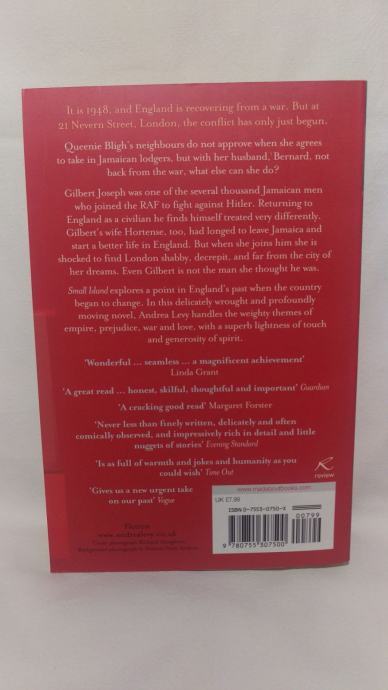 It is 1948, and England is recovering from a war. But at
21 Nevern Street, London, the conflict has only just begun.
Queenie Bligh's neighbours do not approve when she agrees
to take in Jamaican lodgers, but with her husband, Bernard, not
back from the war, what else can she do?
Gilbert Joseph was one of the several thousand Jamaican men
who joined the RAF to fight against Hitler. Returning to
England as a civilian he finds himself treated very differently.
Gilbert's wife Hortense, too, had longed to leave Jamaica and
start a better life in England. But when she joins him she is
shocked to find London shabby, decrepit, and far from the city of
her dreams. Even Gilbert is not the man she thought he was.
Small Island explores a point in England's past when the country
began to change. In this delicately wrought and profoundly
moving novel, Andrea Levy handles the weighty themes of
empire, prejudice, war and love, with a superb lightness of touch
and generosity of spirit.
'Wonderful ... seamless ... a magnificent achievement'
Linda Grant
'A great read ... honest, skilful, thoughtful and important' Guardian
'A cracking good read' Margaret Forster
'Never less than finely written, delicately and often
comically observed, and impressively rich in detail and little
nuggets of stories' Evening Standard
'Is as full of warmth and jokes and humanity as you
could wish' Time Out
'Gives us a new urgent take
on our past' Vogue
Fiction
www.andrealevy.co.uk
review
www.madaboutbooks.com
UK £7.99
ISBN 0-7553-0750-X
00799
9 780755 307500